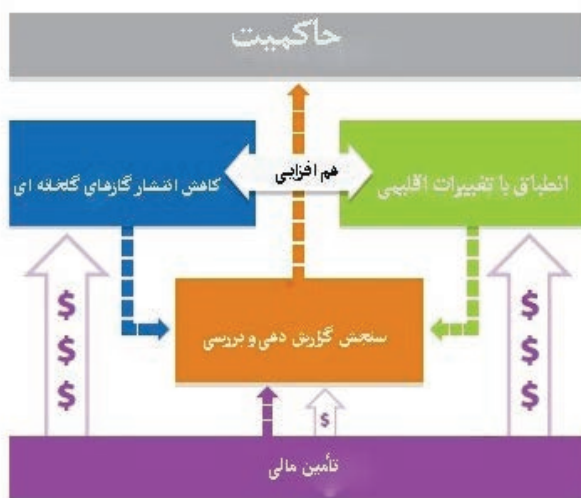 حاکمیت
انطباق با تغییرات اقلیمی
هم افزایی
کاهش انتشار گازهای گلخانه ای
سنجش گزارش دهی و بررسی
$
$
$
$
$
$
$
تأمین مالی